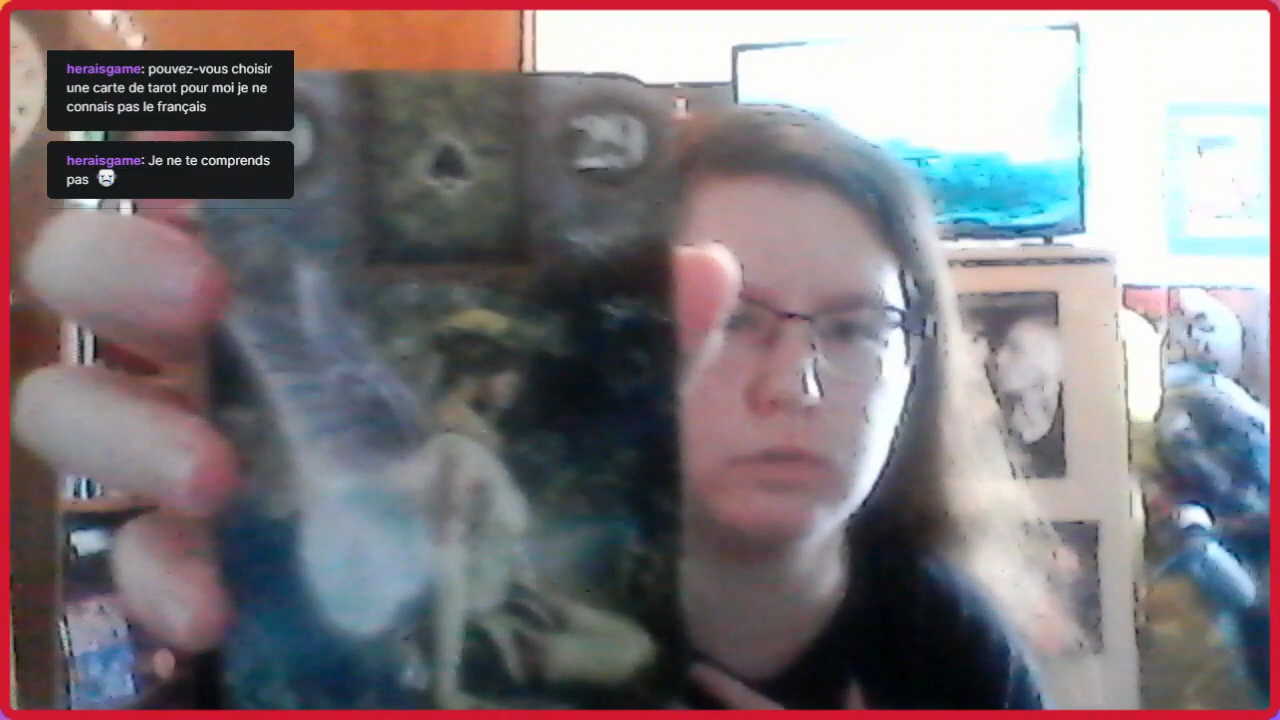 heraisgame: pouvez-vous choisir
une carte de tarot pour moi je ne
connais pas le français
heraisgame: Je ne te comprends
pas